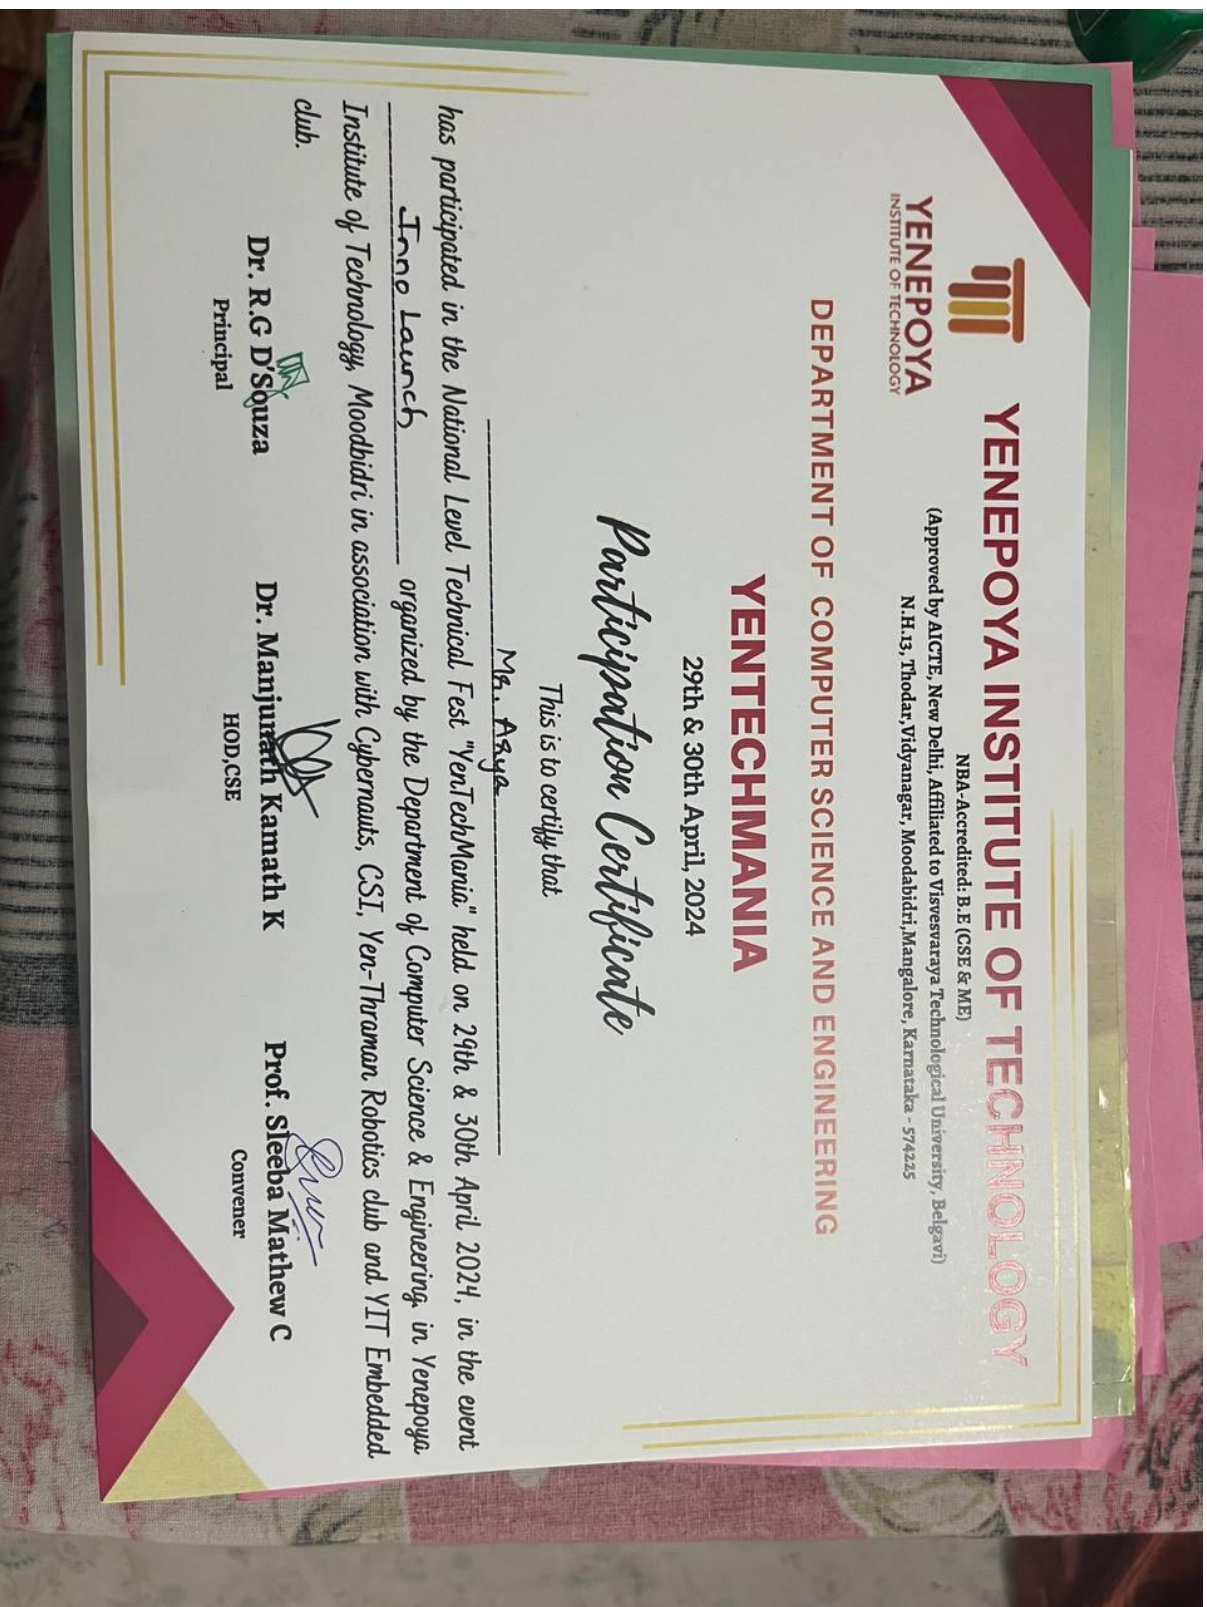 YENEPOYA
INSTITUTE OF TECHNOLOGY
YENEPOYA INSTITUTE OF TECHNOLOGY
NBA-Accredited: B.E (CSE & ME)
(Approved by AICTE, New Delhi, Affiliated to Visvesvaraya Technological University, Belgavi)
N.H.13, Thodar,Vidyanagar, Moodabidri,Mangalore, Karnataka - 574225
DEPARTMENT OF COMPUTER SCIENCE AND ENGINEERING
YENTECHMANIA
29th & 30th April, 2024
Participation Certificate
This is to certify that
Mr. Arya
has participated in the National Level Technical Fest "YenTechMania" held on 29th & 30th April 2024, in the event
Inno Launch organized by the Department of Computer Science & Engineering, in Yenepoya
Institute of Technology, Moodbidri in association with Cybernauts, CSI, Yen-Thraman Robotics club and YIT Embedded
club.
Dr. R.G D'Souza Dr. Manjunath Kamath K Prof. Sleeba Mathew C
Principal HOD,CSE Convener